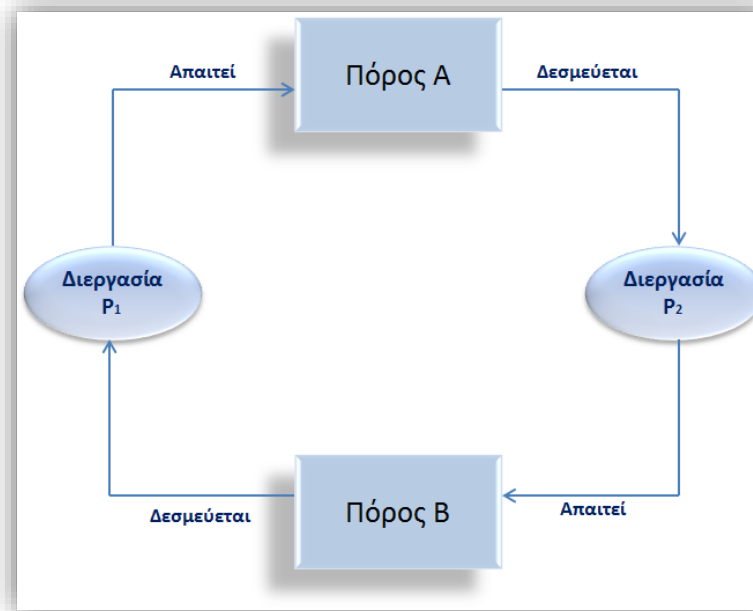 Απαιτεί
Πόρος Α
Δεσμεύεται
Διεργασία
P₁
Διεργασία
P₂
Δεσμεύεται
Πόρος Β
Απαιτεί